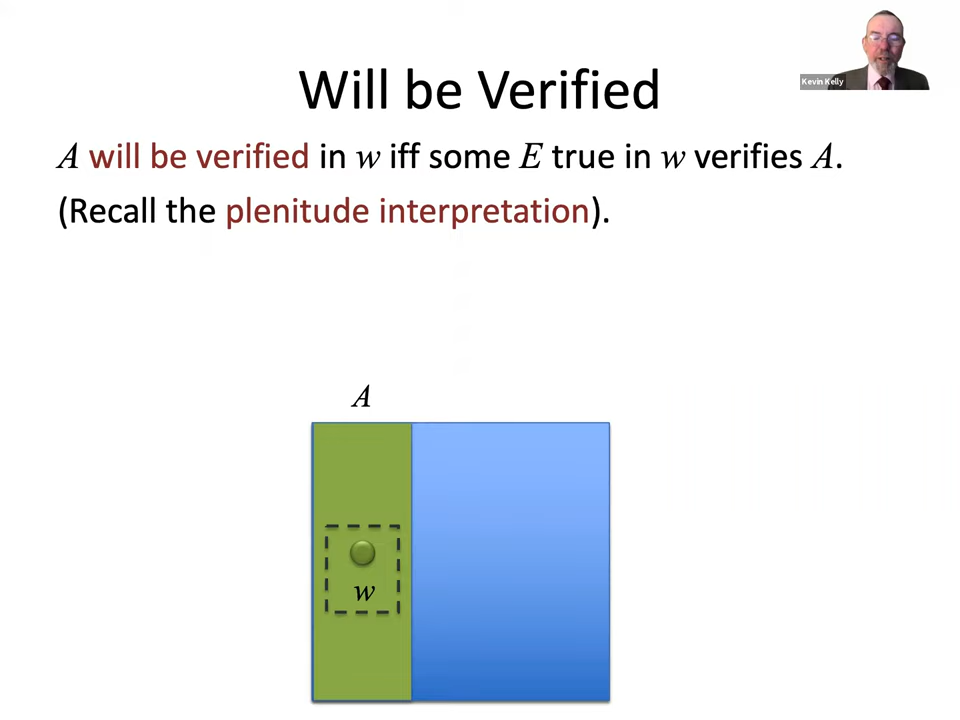 Will be Verified
Kevin Kelly
A will be verified in w iff some E true in w verifies A.
(Recall the plenitude interpretation).
A
w